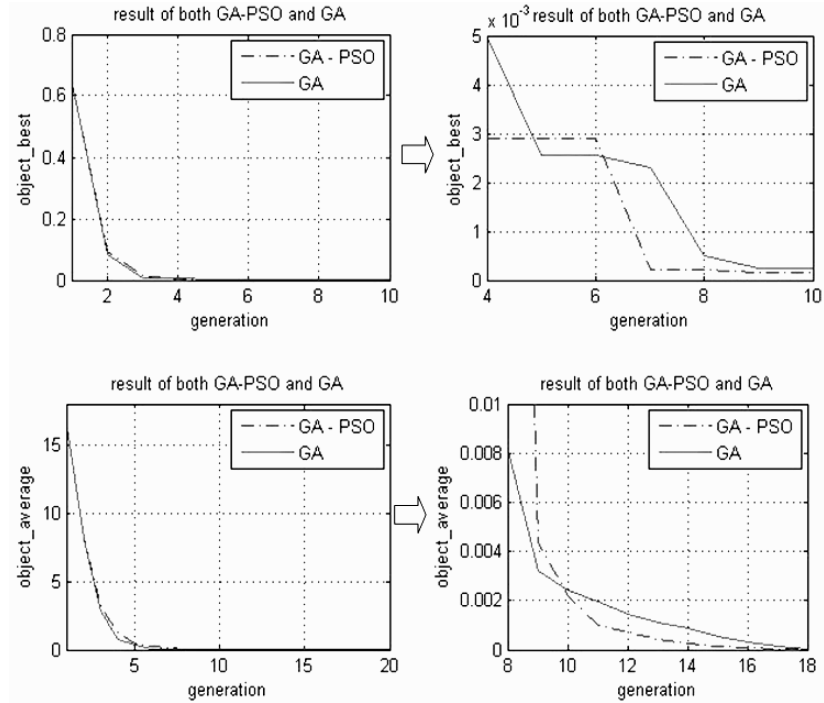 result of both GA-PSO and GA
0.8
0.6
0.4
0.2
0
object_best
GA - PSO
GA
2
4
6
8
10
generation
x 10-3 result of both GA-PSO and GA
5
4
3
2
1
0
object_best
GA - PSO
GA
4
6
8
10
generation
result of both GA-PSO and GA
15
10
5
0
object_average
GA - PSO
GA
5
10
15
20
generation
result of both GA-PSO and GA
0.01
0.008
0.006
0.004
0.002
0
object_average
GA - PSO
GA
8
10
12
14
16
18
generation